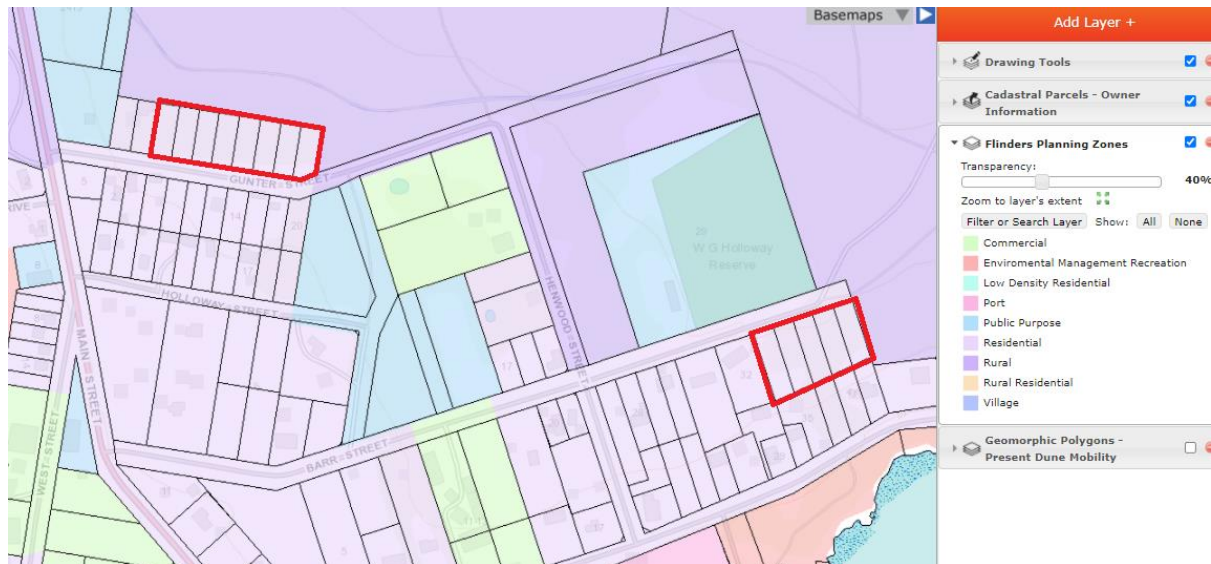 Basemaps
Add Layer +
Drawing Tools
Cadastral Parcels - Owner
Information
Flinders Planning Zones
Transparency:
40%
Zoom to layer's extent
Filter or Search Layer Show: All None
Commercial
Enviromental Management Recreation
Low Density Residential
Port
Public Purpose
Residential
Rural
Rural Residential
Village
Geomorphic Polygons -
Present Dune Mobility
GUNTER STREET
5
14
DRIVE
HOLLOWAY STREET
MAIN STREET
WEST STREET
HENWOOD STREET
W G Holloway
Reserve
17
32
BARR STREET
5